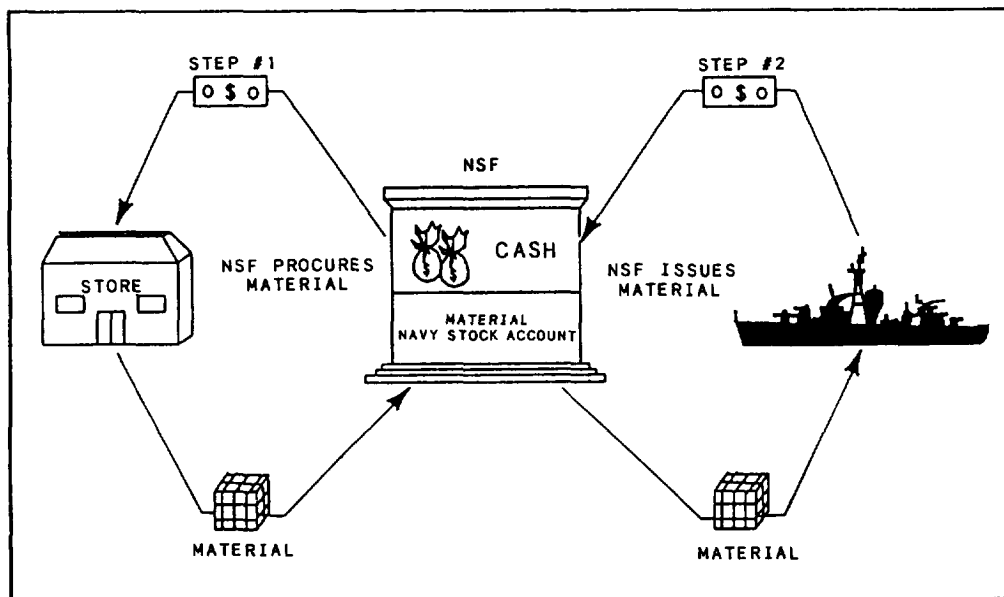 STEP #1
O $ O
STEP #2
O $ O
NSF
CASH
$ $
STORE
NSF PROCURES
MATERIAL
NSF ISSUES
MATERIAL
MATERIAL
NAVY STOCK ACCOUNT
MATERIAL
MATERIAL